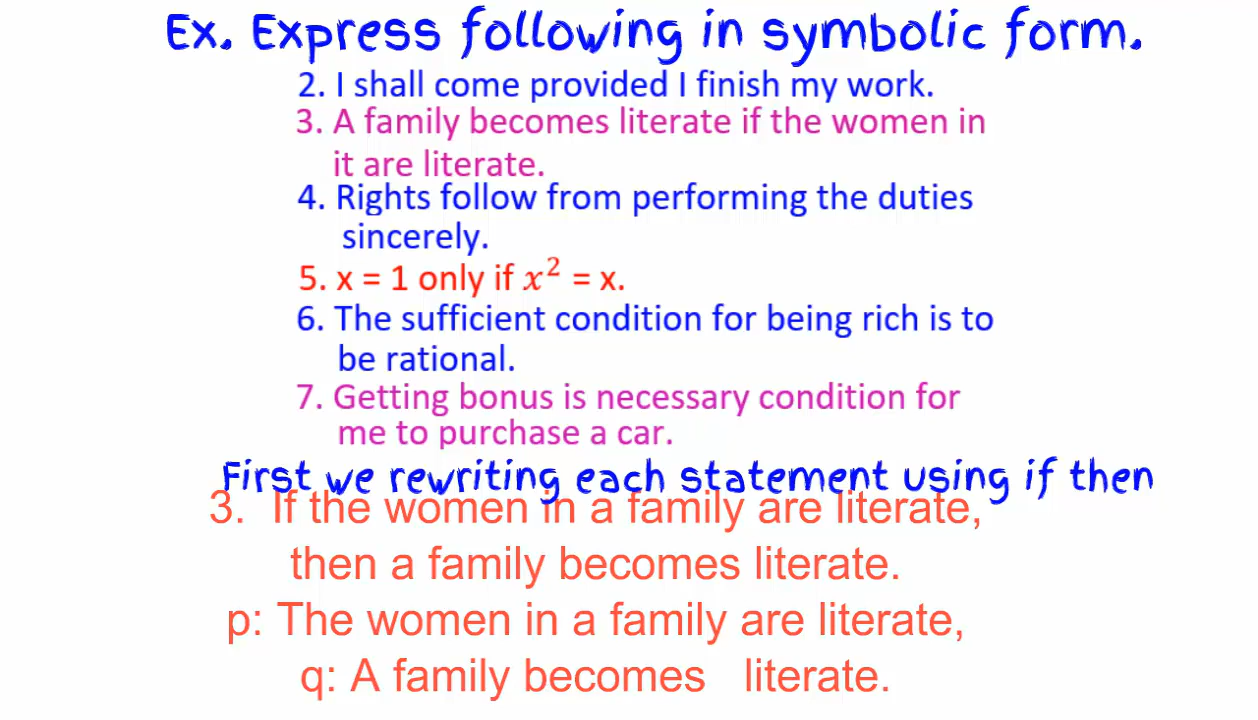 Ex. Express following in symbolic form.
2. I shall come provided I finish my work.
3. A family becomes literate if the women in
it are literate.
4. Rights follow from performing the duties
sincerely.
5. x = 1 only if x² = x.
6. The sufficient condition for being rich is to
be rational.
7. Getting bonus is necessary condition for
me to purchase a car.
First we rewriting each statement using if then
3. If the women in a family are literate,
then a family becomes literate.
p: The women in a family are literate,
q: A family becomes literate.